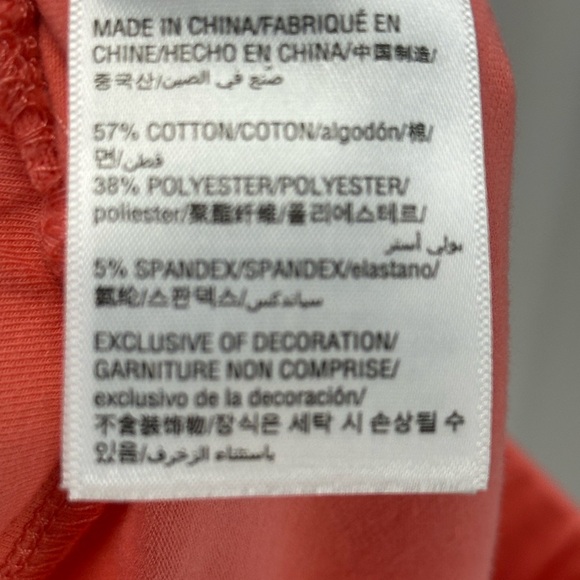 MADE IN CHINA/FABRIQUÉ EN
CHINE/HECHO EN CHINA/中国制造/
중국산/صنع في الصين
57% COTTON/COTON/algodón/棉/
면/قطن
38% POLYESTER/POLYESTER/
poliester/聚酯纤维/폴리에스테르/
بولي أستر
5% SPANDEX/SPANDEX/elastano/
氨纶/스판덱스/سباندكس
EXCLUSIVE OF DECORATION/
GARNITURE NON COMPRISE/
exclusivo de la decoración/
不含装饰物/장식은 세탁 시 손상될 수
있음/باستثناء الزخرف